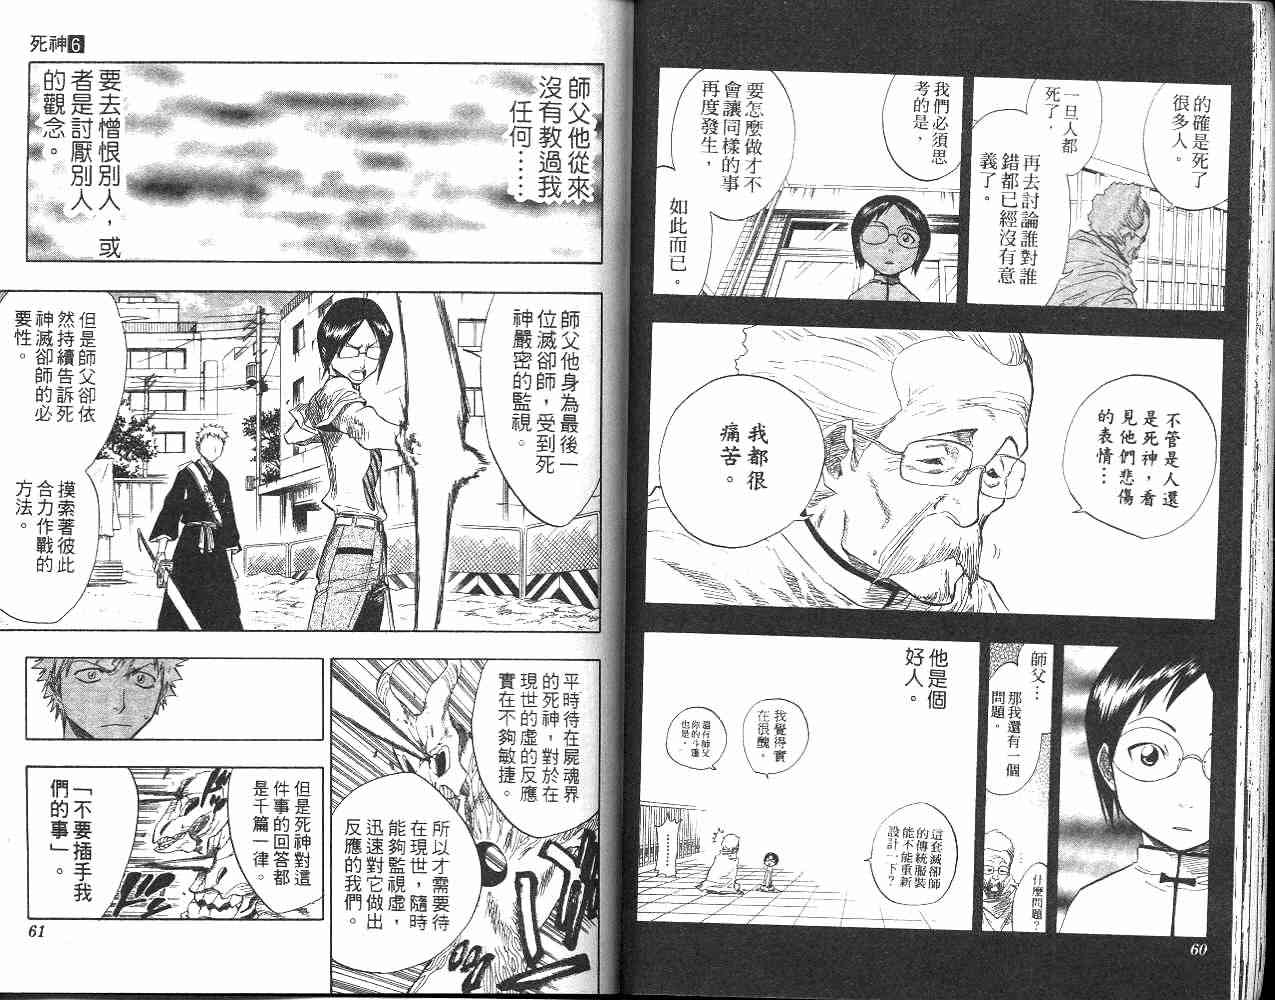 的確是死了
很多人。
再去討論誰對誰
錯都已經沒有意
義了。
一旦人都
死了，
我們必須思
考的是，
要怎麼做才不
會讓同樣的事
再度發生，
如此而已。
不管是人還
是死神，看
見他們悲傷
的表情…
我都很
痛苦。
師父…
那我還有一個
問題。
什麼問題？
這套滅卻師
的傳統服裝
能不能重新
設計一下？
我覺得實
在很醜。
還有師父
你的斗篷
也是。
………
他是個
好人。
60
死神6
師父他從來
沒有教過我
任何……
要去憎恨別人，或
者是討厭別人
的觀念。
師父他身為最後一
位滅卻師，受到死
神嚴密的監視。
但是師父卻依
然持續告訴死
神滅卻師的必
要性。
摸索著彼此
合力作戰的
方法。
平時待在屍魂界
的死神，對於在
現世的虛的反應
實在不夠敏捷。
所以才需要待
在現世，隨時
能夠監視虛，
迅速對它做出
反應的我們。
但是死神對這
件事的回答都
是千篇一律。
「不要插手我
們的事」。
61